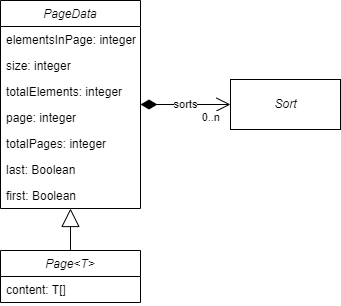 PageData
elementsInPage: integer
size: integer
totalElements: integer
page: integer
totalPages: integer
last: Boolean
first: Boolean
sorts
0..n
Sort
Page<T>
content: T[]